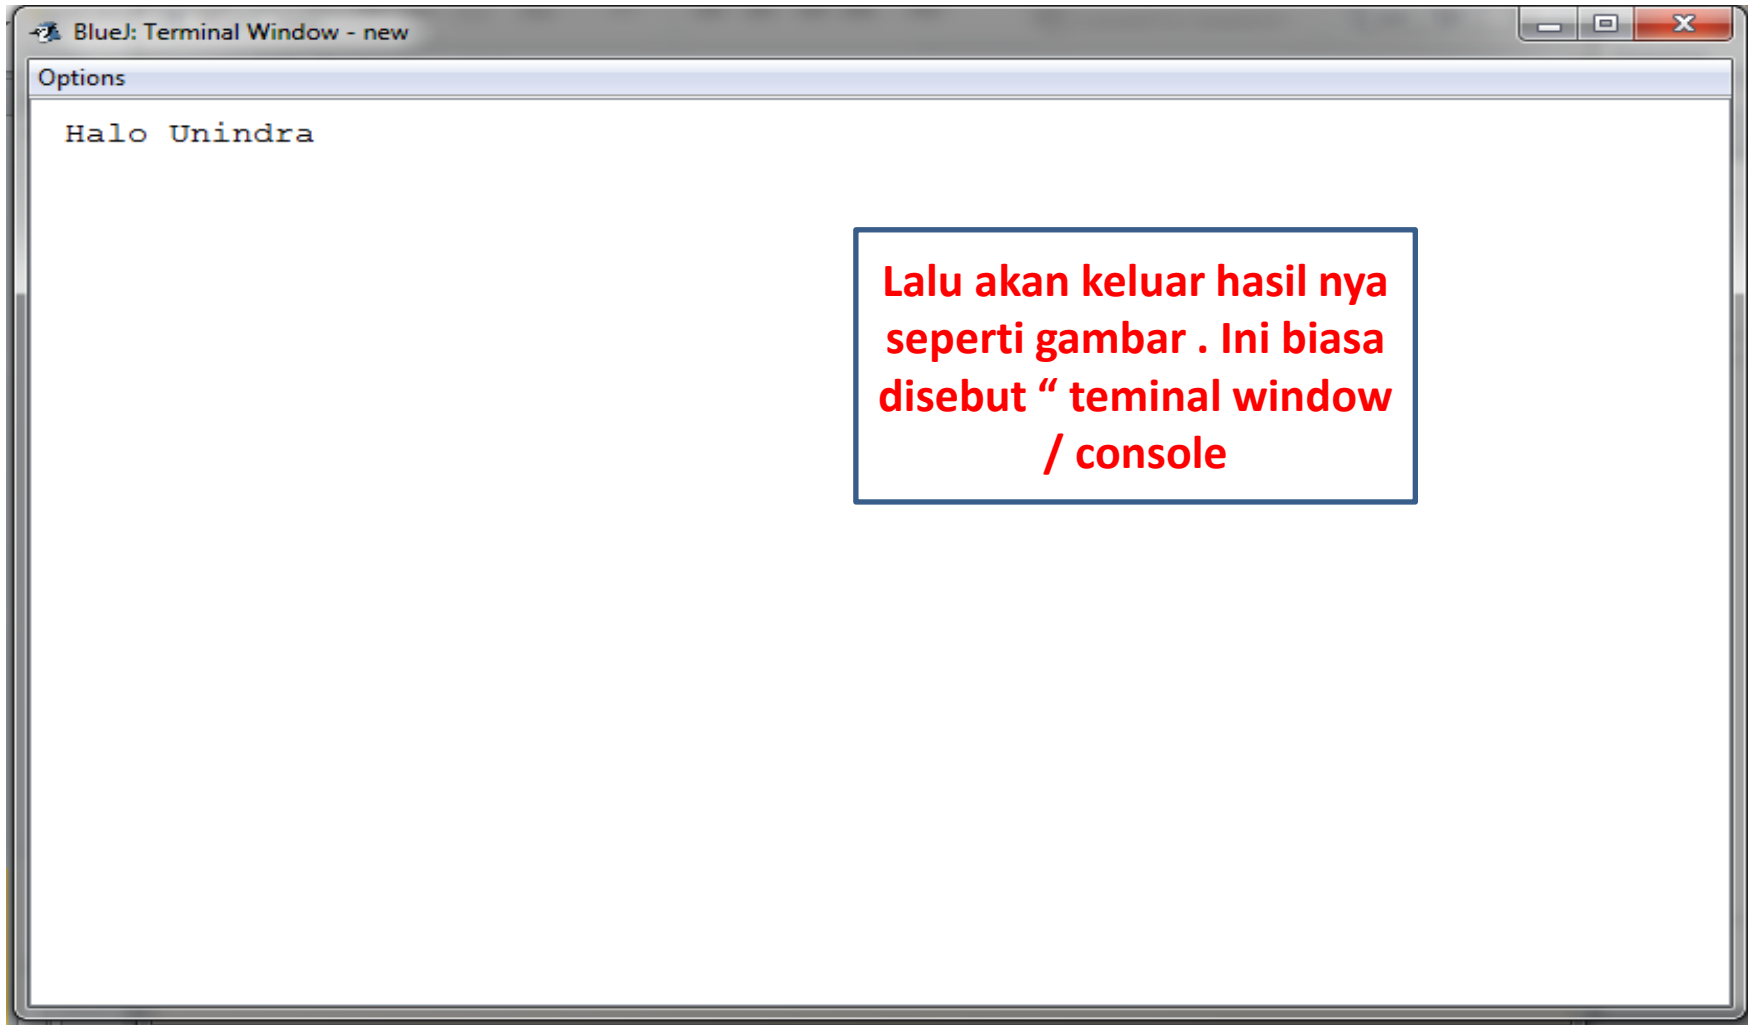 BlueJ: Terminal Window - new
Options
Halo Unindra
Lalu akan keluar hasil nya
seperti gambar . Ini biasa
disebut “ teminal window
/ console